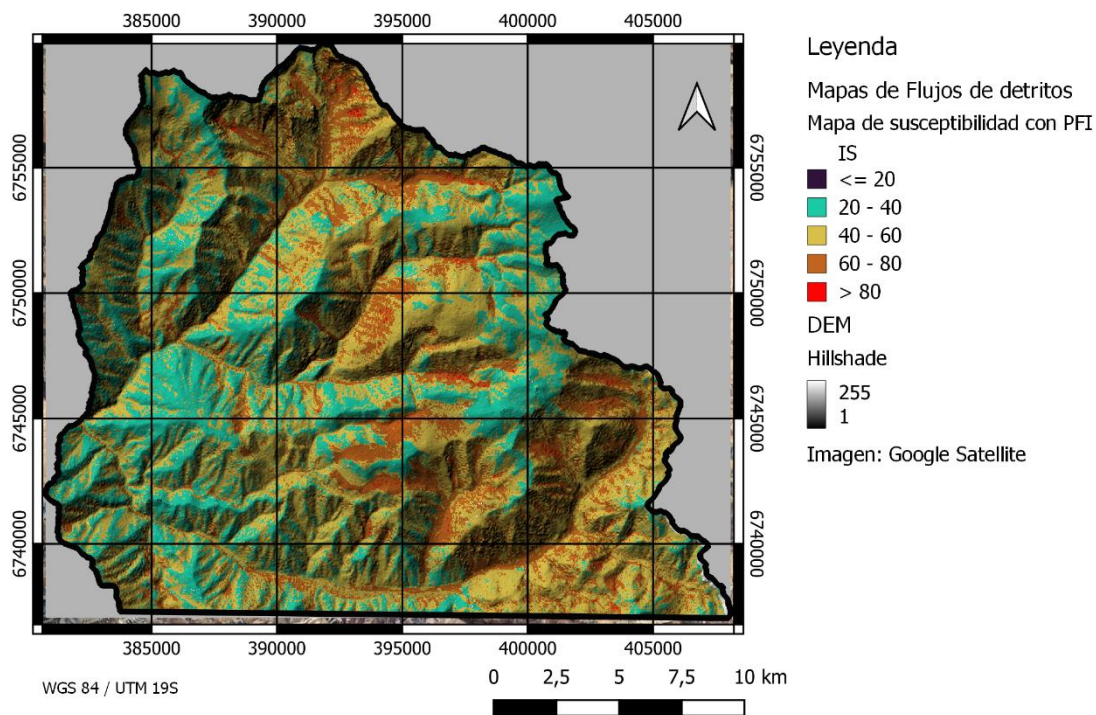 385000 390000 395000 400000 405000
6755000 6755000
6750000 6750000
6745000 6745000
6740000 6740000
385000 390000 395000 400000 405000
WGS 84 / UTM 19S
0 2,5 5 7,5 10 km
Leyenda
Mapas de Flujos de detritos
Mapa de susceptibilidad con PFI
IS
<= 20
20 - 40
40 - 60
60 - 80
> 80
DEM
Hillshade
255
1
Imagen: Google Satellite